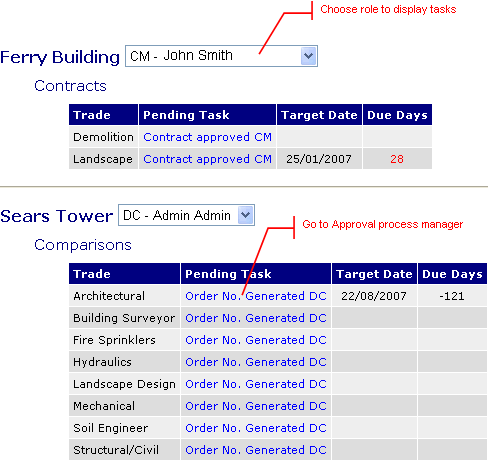 Choose role to display tasks
Ferry Building CM - John Smith
Contracts
Trade Pending Task Target Date Due Days
Demolition Contract approved CM
Landscape Contract approved CM 25/01/2007 28
Sears Tower DC - Admin Admin
Go to Approval process manager
Comparisons
Trade Pending Task Target Date Due Days
Architectural Order No. Generated DC 22/08/2007 -121
Building Surveyor Order No. Generated DC
Fire Sprinklers Order No. Generated DC
Hydraulics Order No. Generated DC
Landscape Design Order No. Generated DC
Mechanical Order No. Generated DC
Soil Engineer Order No. Generated DC
Structural/Civil Order No. Generated DC